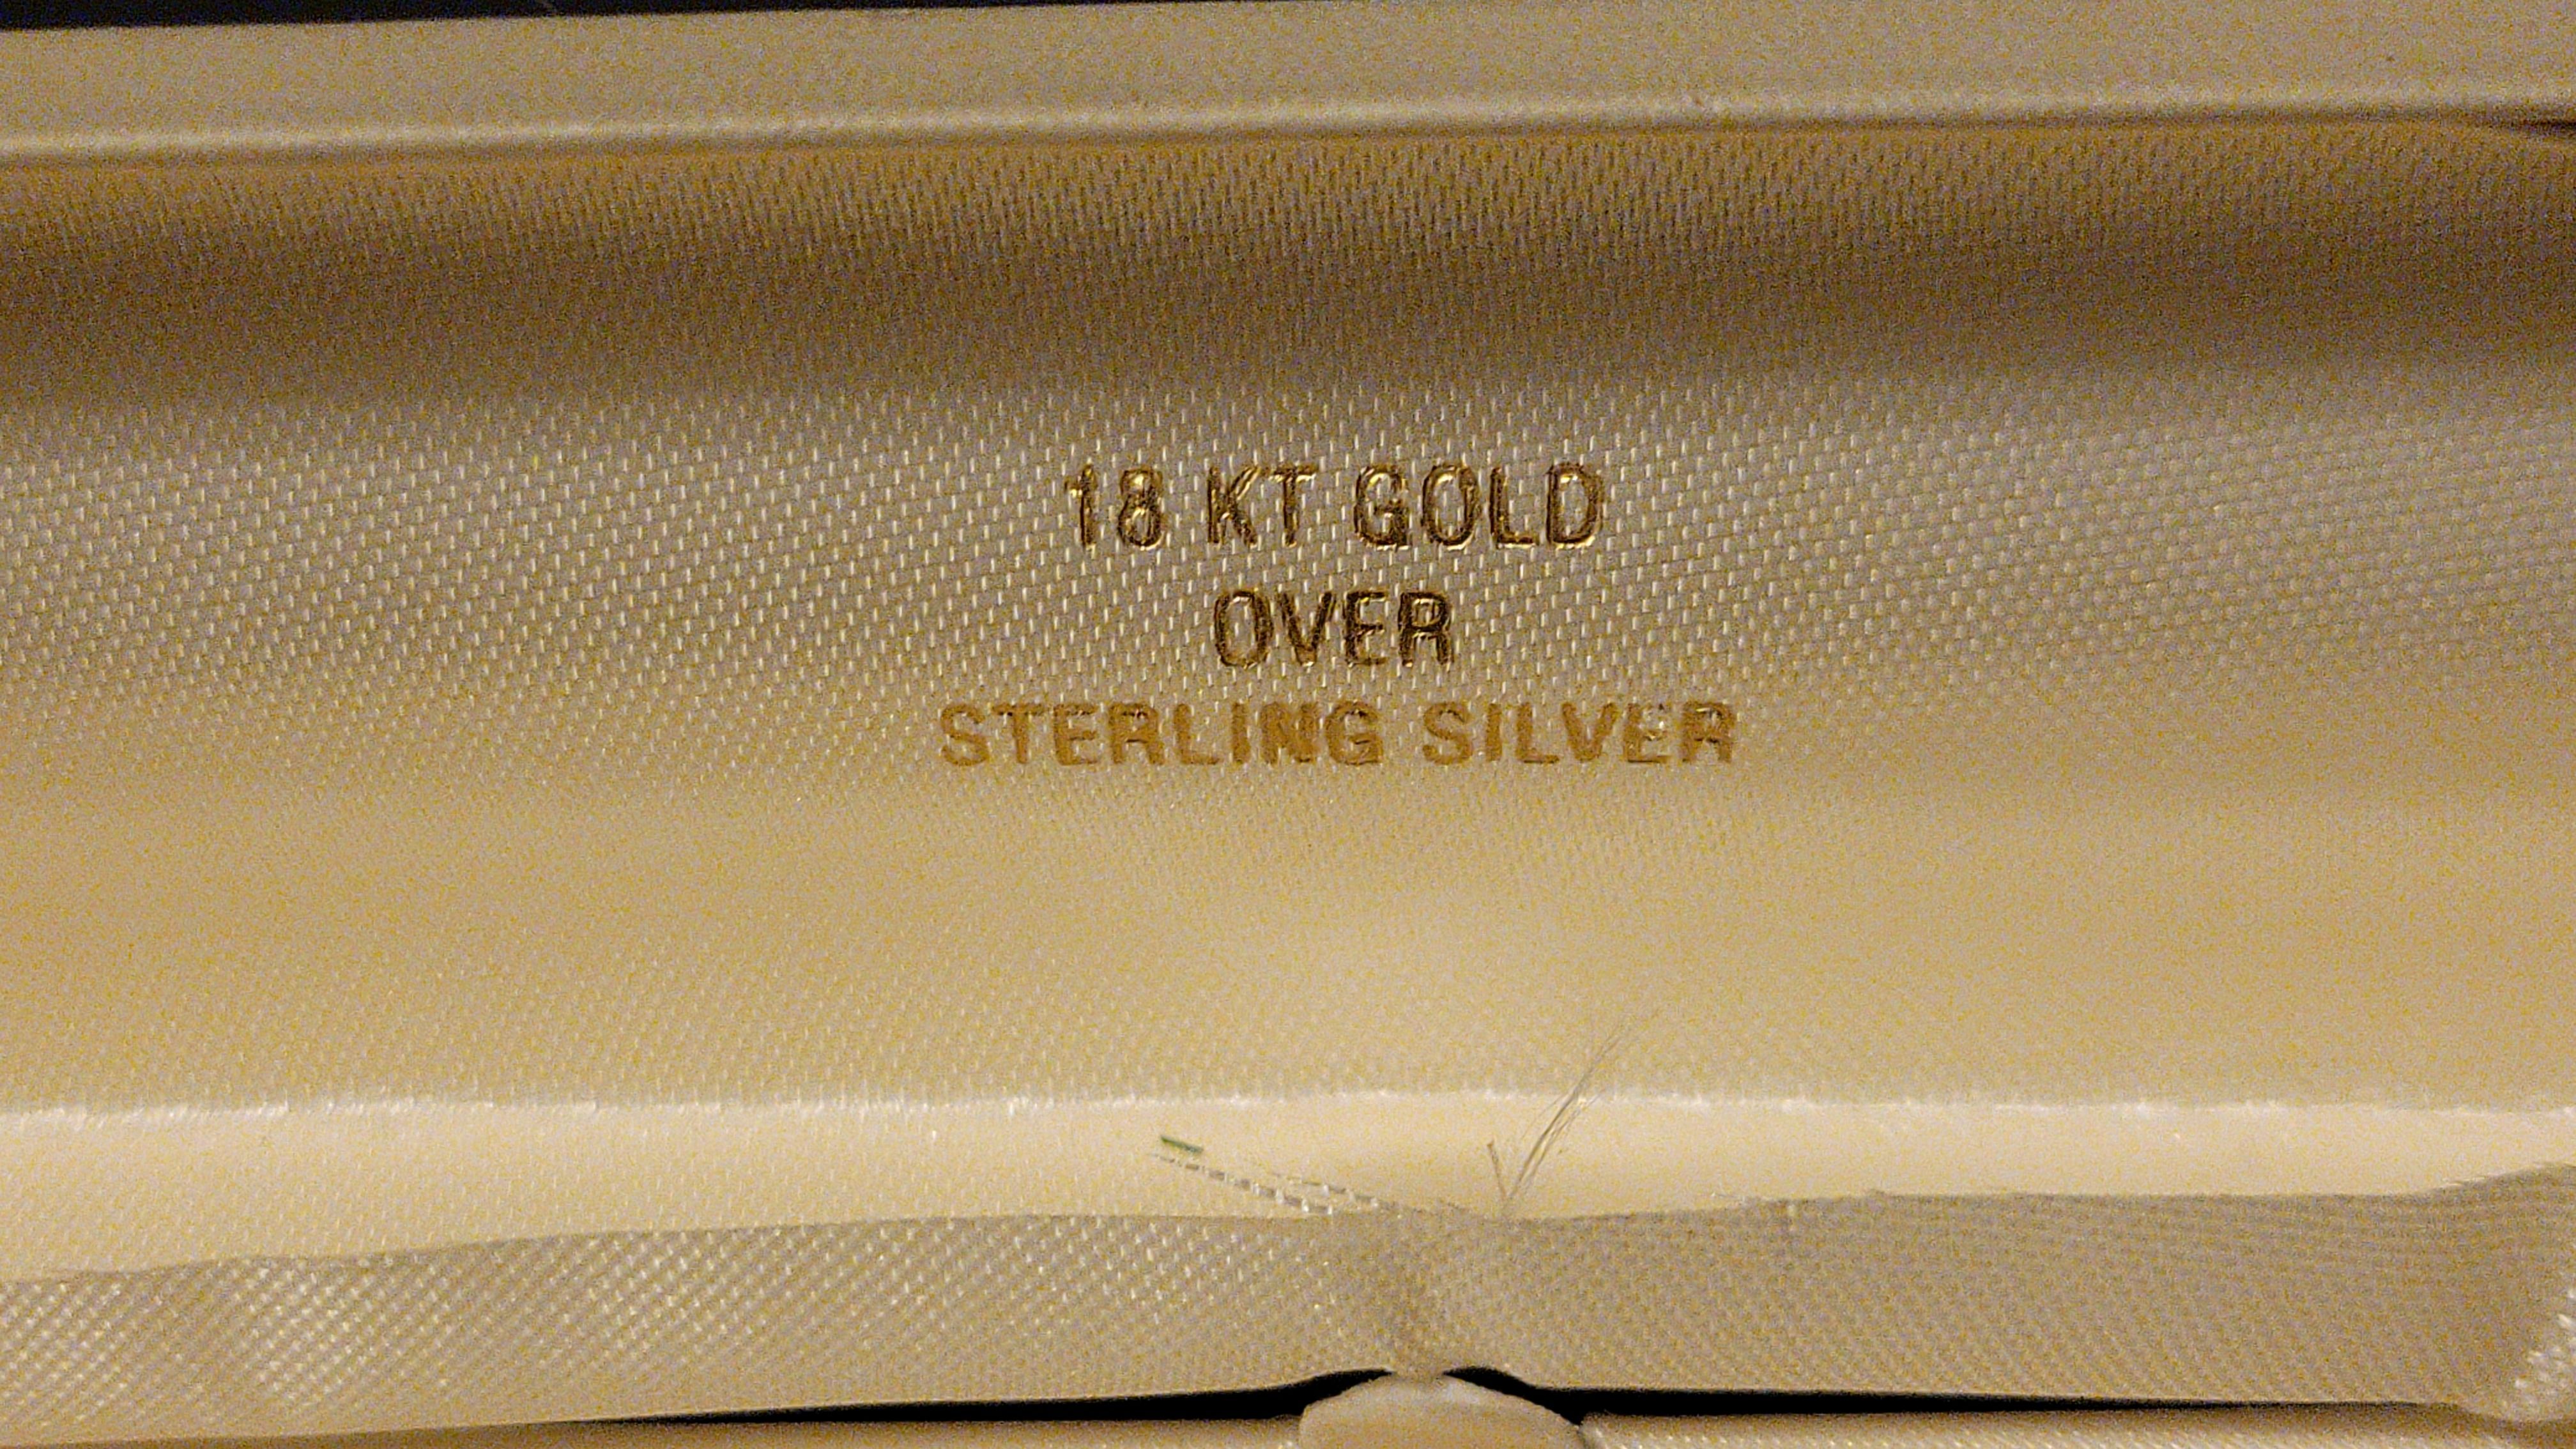 18 KT GOLD
OVER
STERLING SILVER